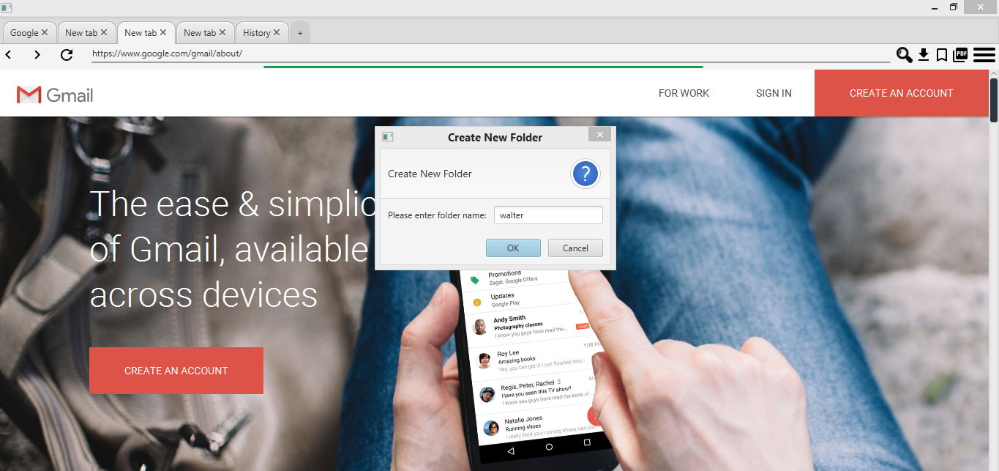 Google
New tab
New tab
New tab
History
+
https://www.google.com/gmail/about/
PDF
Gmail
FOR WORK
SIGN IN
CREATE AN ACCOUNT
Create New Folder
Create New Folder
?
Please enter folder name:
walter
OK
Cancel
The ease & simplic
of Gmail, available
across devices
CREATE AN ACCOUNT
Promotions
Zagat, Google Offers
Updates
Google Play
Andy Smith
Photography classes
I know you guys have read the...
Work
Roy Lee
1:39 PM
Amazing books
Yes, you can get it! I just finished read...
Regis, Peter, Rachel 3
Have you seen this TV show?
I know you guys have read the book of ...
Natalie Jones
Running shoes
I really liked your running shoes, can you